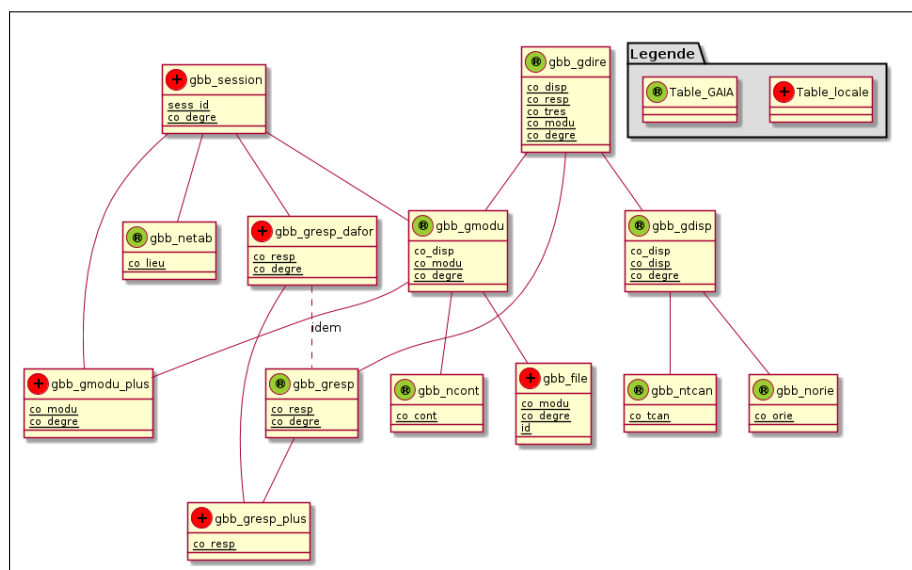 gbb_session
sess_id
co_degre
gbb_gdire
co_disp
co_resp
co_tres
co_modu
co_degre
Legende
Table_GAIA
Table_locale
gbb_netab
co_lieu
gbb_gresp_dafor
co_resp
co_degre
gbb_gmodu
co_disp
co_modu
co_degre
gbb_gdisp
co_disp
co_disp
co_degre
idem
gbb_gmodu_plus
co_modu
co_degre
gbb_gresp
co_resp
co_degre
gbb_ncont
co_cont
gbb_file
co_modu
co_degre
id
gbb_ntcan
co_tcan
gbb_norie
co_orie
gbb_gresp_plus
co_resp